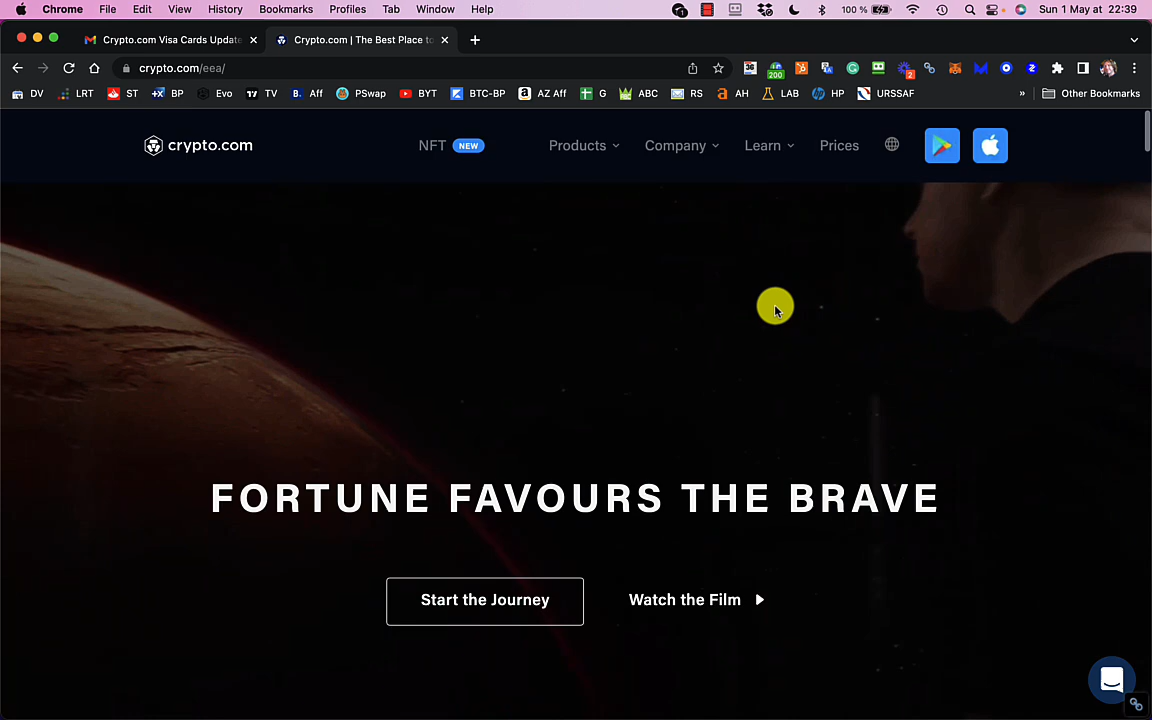 Chrome File Edit View History Bookmarks Profiles Tab Window Help 100 % Sun 1 May at 22:39
Crypto.com Visa Cards Update Crypto.com | The Best Place to
crypto.com/eea/ 200 2
DV LRT ST BP Evo TV Aff PSwap BYT BTC-BP AZ Aff G ABC RS AH LAB HP URSSAF » Other Bookmarks
crypto.com NFT NEW Products Company Learn Prices
FORTUNE FAVOURS THE BRAVE
Start the Journey Watch the Film